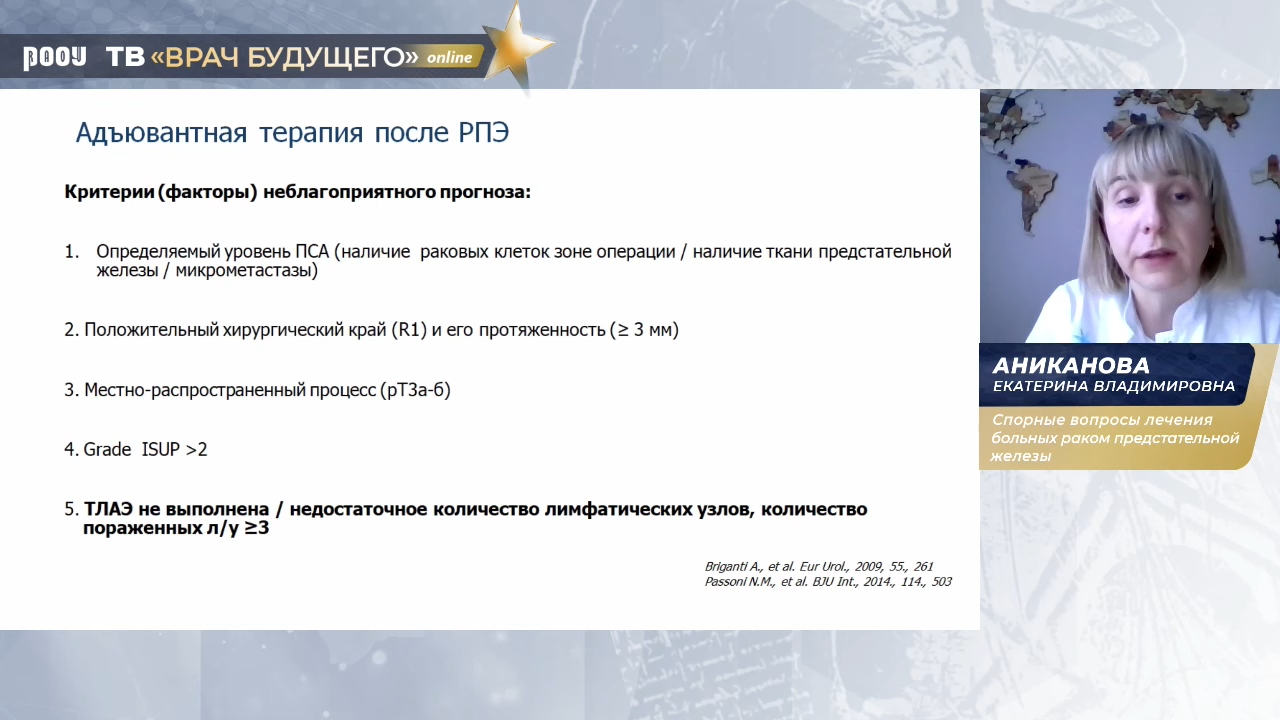 РООУ ТВ «ВРАЧ БУДУЩЕГО» online
Адъювантная терапия после РПЭ
Критерии (факторы) неблагоприятного прогноза:
1. Определяемый уровень ПСА (наличие раковых клеток зоне операции / наличие ткани предстательной
железы / микрометастазы)
2. Положительный хирургический край (R1) и его протяженность (≥ 3 мм)
3. Местно-распространенный процесс (рТ3а-б)
4. Grade ISUP >2
5. ТЛАЭ не выполнена / недостаточное количество лимфатических узлов, количество
пораженных л/у ≥3
Briganti A., et al. Eur Urol., 2009, 55., 261
Passoni N.M., et al. BJU Int., 2014., 114., 503
АНИКАНОВА
ЕКАТЕРИНА ВЛАДИМИРОВНА
Спорные вопросы лечения
больных раком предстательной
железы